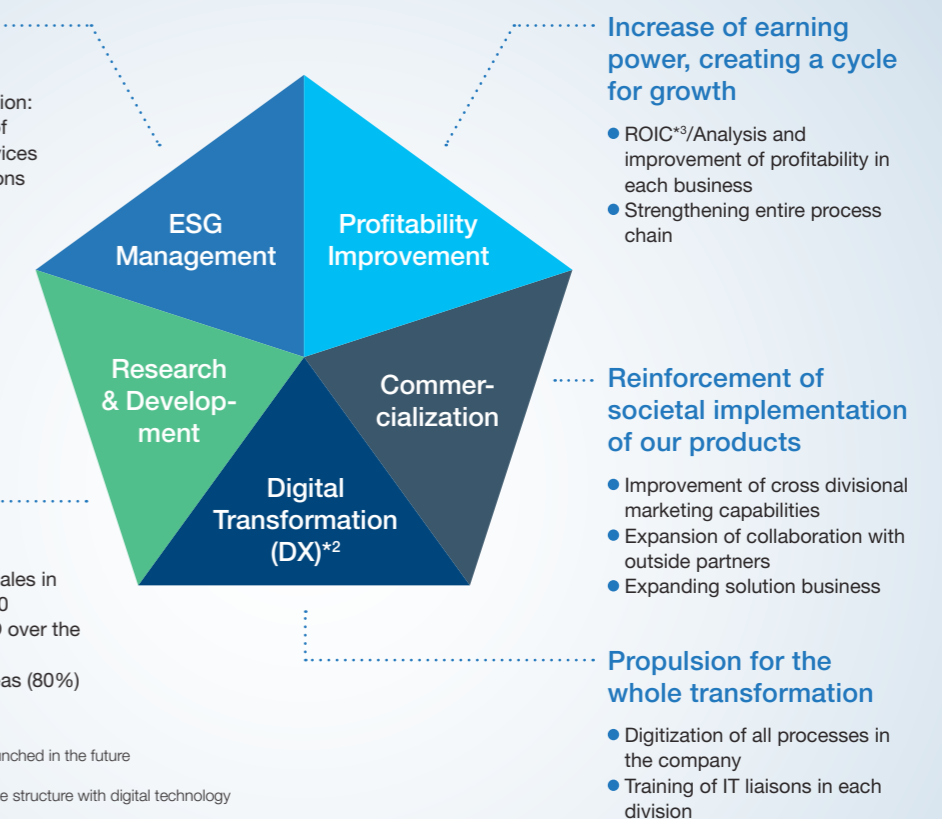 ion:
f
vices
ons
ESG
Management
Profitability
Improvement
Research
& Develop-
ment
Commer-
cialization
Digital
Transformation
(DX)*2
Increase of earning
power, creating a cycle
for growth
● ROIC*3/Analysis and
improvement of profitability in
each business
● Strengthening entire process
chain
Reinforcement of
societal implementation
of our products
● Improvement of cross divisional
marketing capabilities
● Expansion of collaboration with
outside partners
● Expanding solution business
Propulsion for the
whole transformation
● Digitization of all processes in
the company
● Training of IT liaisons in each
division
ales in
0
over the
as (80%)
unched in the future
e structure with digital technology